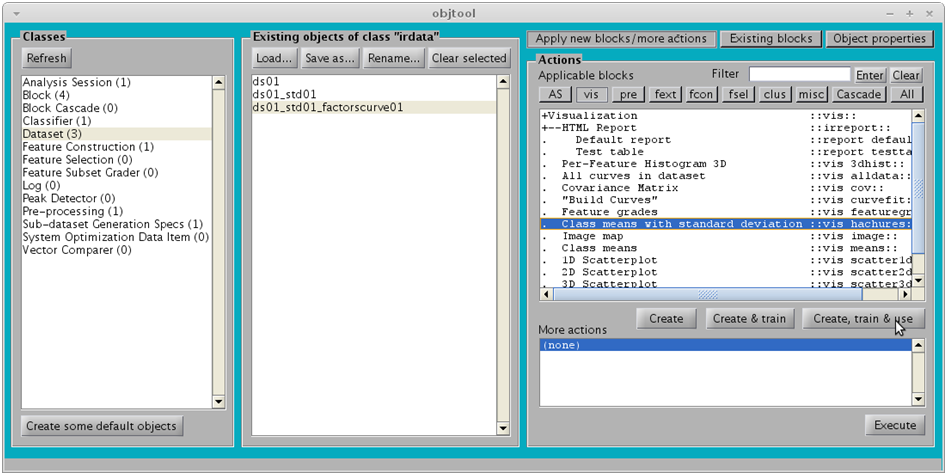 objtool
Classes
Refresh
Analysis Session (1)
Block (4)
Block Cascade (0)
Classifier (1)
Dataset (3)
Feature Construction (1)
Feature Selection (0)
Feature Subset Grader (0)
Log (0)
Peak Detector (0)
Pre-processing (1)
Sub-dataset Generation Specs (1)
System Optimization Data Item (0)
Vector Comparer (0)
Create some default objects
Existing objects of class "irdata"
Load... Save as... Rename... Clear selected
ds01
ds01_std01
ds01_std01_factorscurve01
Apply new blocks/more actions Existing blocks Object properties
Actions
Applicable blocks Filter Enter Clear
AS vis pre fext fcon fsel clus misc Cascade All
+Visualization ::vis::
+--HTML Report ::irreport::
. Default report ::report defaul
. Test table ::report testta
. Per-Feature Histogram 3D ::vis 3dhist::
. All curves in dataset ::vis alldata::
. Covariance Matrix ::vis cov::
. "Build Curves" ::vis curvefit:
. Feature grades ::vis featuregr
. Class means with standard deviation ::vis hachures:
. Image map ::vis image::
. Class means ::vis means::
. 1D Scatterplot ::vis scatter1d
. 2D Scatterplot ::vis scatter2d
. 3D Scatterplot ::vis scatter3d
Create Create & train Create, train & use
More actions
(none)
Execute